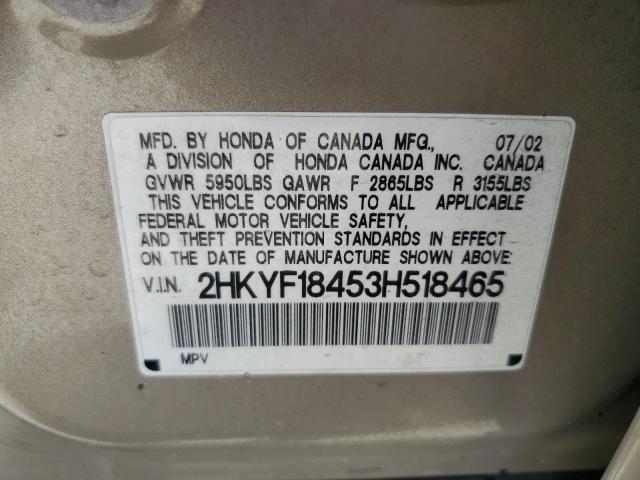 MFD. BY HONDA OF CANADA MFG., 07/02
A DIVISION OF HONDA CANADA INC. CANADA
GVWR 5950LBS GAWR F 2865LBS R 3155LBS
THIS VEHICLE CONFORMS TO ALL APPLICABLE
FEDERAL MOTOR VEHICLE SAFETY,
AND THEFT PREVENTION STANDARDS IN EFFECT
ON THE DATE OF MANUFACTURE SHOWN ABOVE:
V.I.N. 2HKYF18453H518465
MPV